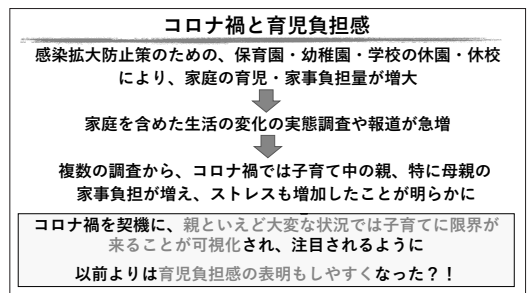 コロナ禍と育児負担感
感染拡大防止策のための、保育園・幼稚園・学校の休園・休校
により、家庭の育児・家事負担量が増大
家庭を含めた生活の変化の実態調査や報道が急増
複数の調査から、コロナ禍では子育て中の親、特に母親の
家事負担が増え、ストレスも増加したことが明らかに
コロナ禍を契機に、親といえど大変な状況では子育てに限界が
来ることが可視化され、注目されるように
以前よりは育児負担感の表明もしやすくなった？！